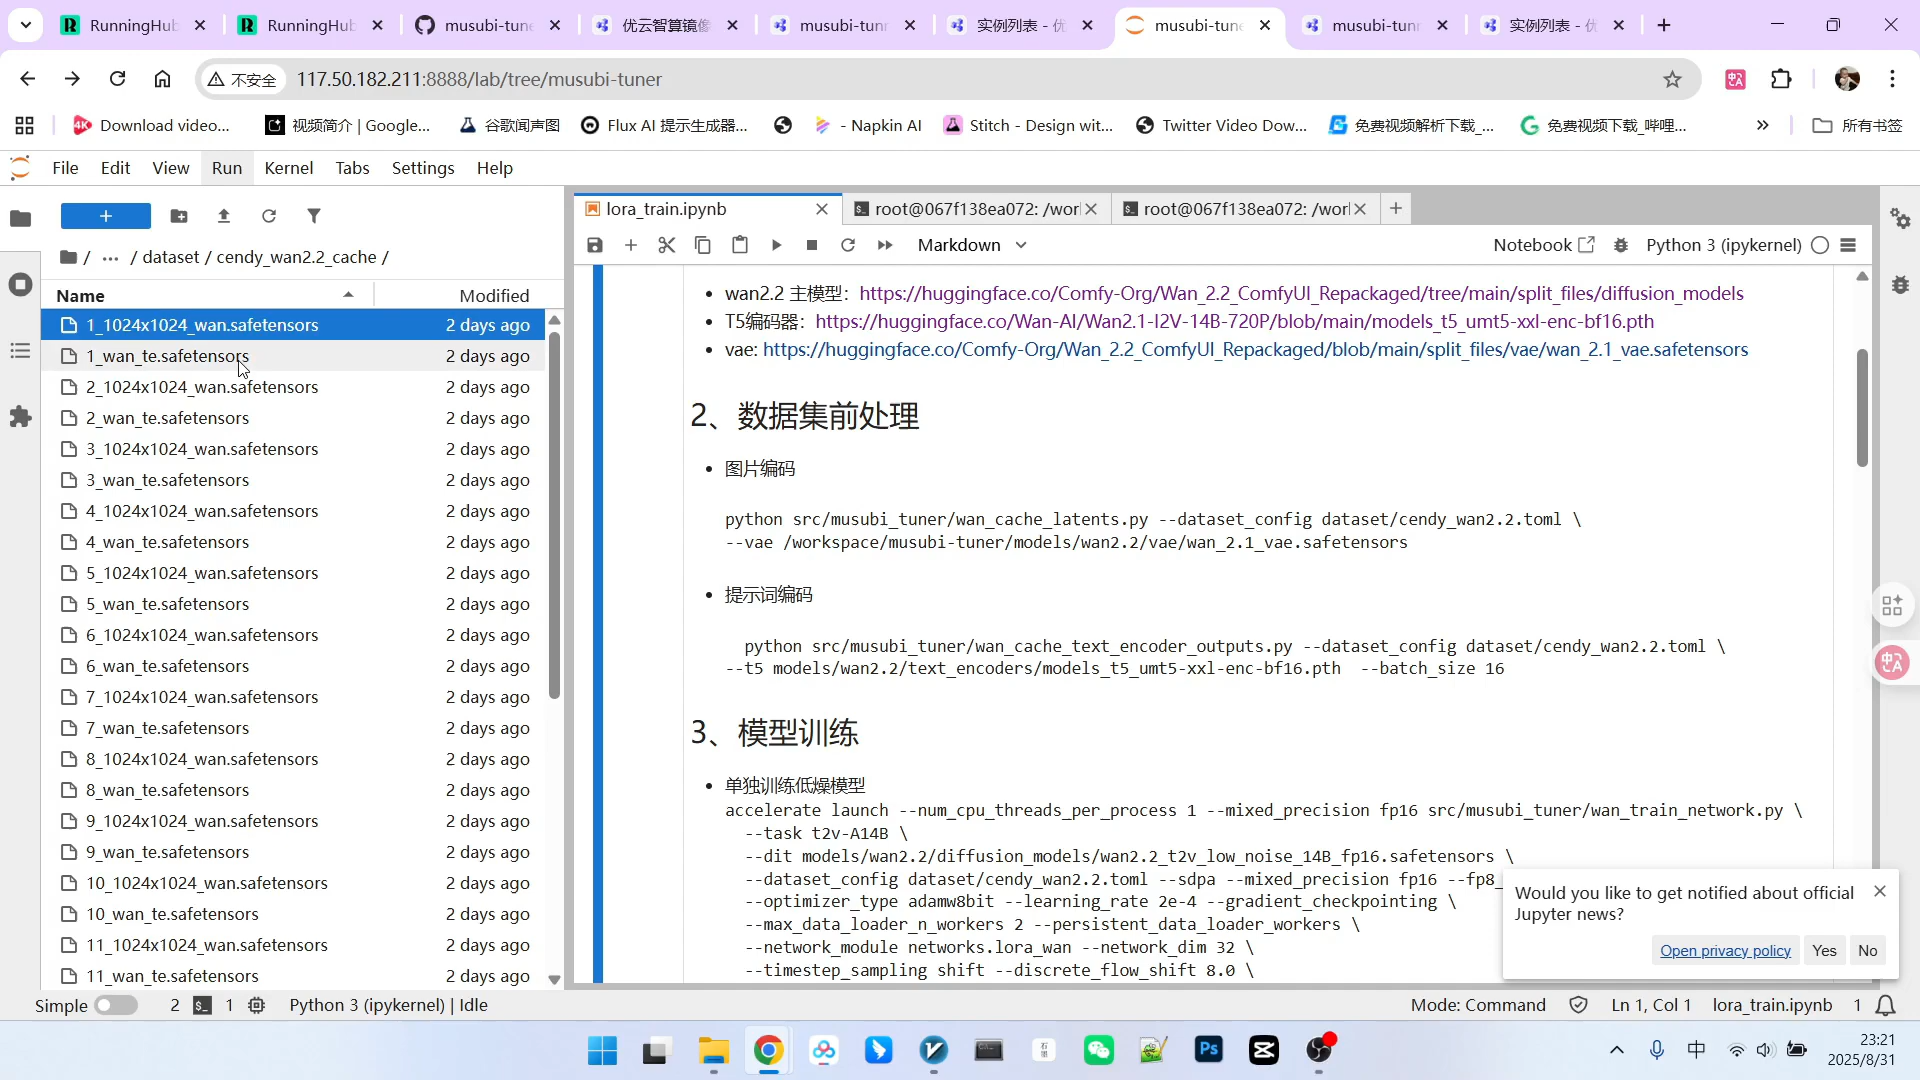 RunningHub
RunningHub
musubi-tune
优云智算镜像
musubi-tunr
实例列表 - 优
musubi-tune
musubi-tunr
实例列表 - 优
不安全
117.50.182.211:8888/lab/tree/musubi-tuner
4K
Download video...
视频简介 | Google...
谷歌闻声图
Flux AI 提示生成器...
- Napkin AI
Stitch - Design wit...
Twitter Video Dow...
免费视频解析下载_...
免费视频下载_哔哩...
»
所有书签
File Edit View Run Kernel Tabs Settings Help
lora_train.ipynb
root@067f138ea072: /worl
root@067f138ea072: /worl
Markdown
Notebook
Python 3 (ipykernel)
/ ··· / dataset / cendy_wan2.2_cache /
Name Modified
1_1024x1024_wan.safetensors 2 days ago
1_wan_te.safetensors 2 days ago
2_1024x1024_wan.safetensors 2 days ago
2_wan_te.safetensors 2 days ago
3_1024x1024_wan.safetensors 2 days ago
3_wan_te.safetensors 2 days ago
4_1024x1024_wan.safetensors 2 days ago
4_wan_te.safetensors 2 days ago
5_1024x1024_wan.safetensors 2 days ago
5_wan_te.safetensors 2 days ago
6_1024x1024_wan.safetensors 2 days ago
6_wan_te.safetensors 2 days ago
7_1024x1024_wan.safetensors 2 days ago
7_wan_te.safetensors 2 days ago
8_1024x1024_wan.safetensors 2 days ago
8_wan_te.safetensors 2 days ago
9_1024x1024_wan.safetensors 2 days ago
9_wan_te.safetensors 2 days ago
10_1024x1024_wan.safetensors 2 days ago
10_wan_te.safetensors 2 days ago
11_1024x1024_wan.safetensors 2 days ago
11_wan_te.safetensors 2 days ago
• wan2.2 主模型：https://huggingface.co/Comfy-Org/Wan_2.2_ComfyUI_Repackaged/tree/main/split_files/diffusion_models
• T5编码器：https://huggingface.co/Wan-AI/Wan2.1-I2V-14B-720P/blob/main/models_t5_umt5-xxl-enc-bf16.pth
• vae: https://huggingface.co/Comfy-Org/Wan_2.2_ComfyUI_Repackaged/blob/main/split_files/vae/wan_2.1_vae.safetensors
2、数据集前处理
• 图片编码
python src/musubi_tuner/wan_cache_latents.py --dataset_config dataset/cendy_wan2.2.toml \
--vae /workspace/musubi-tuner/models/wan2.2/vae/wan_2.1_vae.safetensors
• 提示词编码
python src/musubi_tuner/wan_cache_text_encoder_outputs.py --dataset_config dataset/cendy_wan2.2.toml \
--t5 models/wan2.2/text_encoders/models_t5_umt5-xxl-enc-bf16.pth --batch_size 16
3、模型训练
• 单独训练低燥模型
accelerate launch --num_cpu_threads_per_process 1 --mixed_precision fp16 src/musubi_tuner/wan_train_network.py \
--task t2v-A14B \
--dit models/wan2.2/diffusion_models/wan2.2_t2v_low_noise_14B_fp16.safetensors \
--dataset_config dataset/cendy_wan2.2.toml --sdpa --mixed_precision fp16 --fp8_
--optimizer_type adamw8bit --learning_rate 2e-4 --gradient_checkpointing \
--max_data_loader_n_workers 2 --persistent_data_loader_workers \
--network_module networks.lora_wan --network_dim 32 \
--timestep_sampling shift --discrete_flow_shift 8.0 \
Would you like to get notified about official
Jupyter news?
Open privacy policy Yes No
Simple 2 1 Python 3 (ipykernel) | Idle
Mode: Command Ln 1, Col 1 lora_train.ipynb 1
Ps
中
23:21
2025/8/31